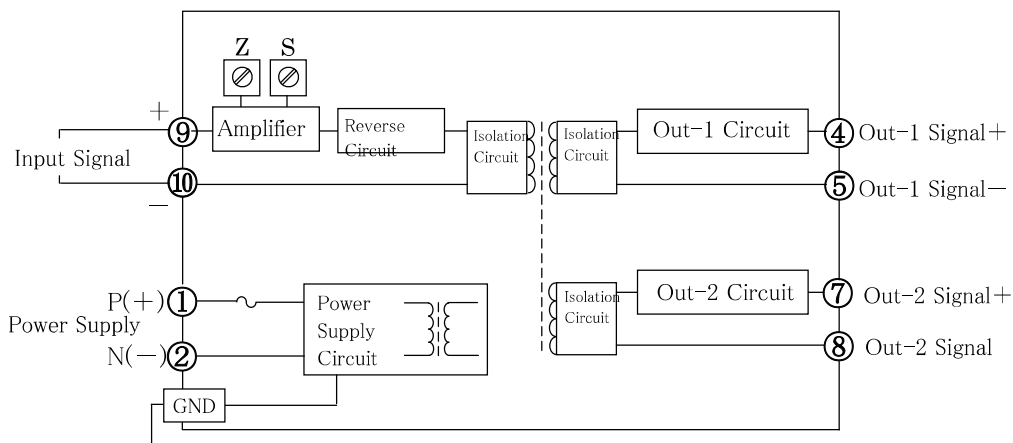 Z S
+
⑨ Amplifier
Reverse
Circuit
Isolation
Circuit
Isolation
Circuit
Out-1 Circuit
④ Out-1 Signal+
Input Signal
⑩
−
⑤ Out-1 Signal−
P(+) ①
Power Supply
N(−) ②
Power
Supply
Circuit
Isolation
Circuit
Out-2 Circuit
⑦ Out-2 Signal+
⑧ Out-2 Signal
GND